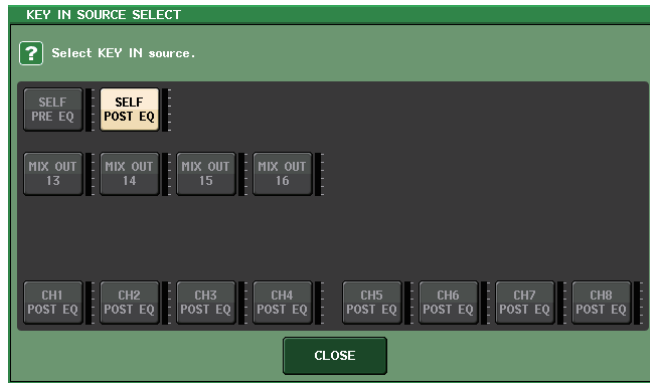 KEY IN SOURCE SELECT
? Select KEY IN source.
SELF PRE EQ
SELF POST EQ
MIX OUT 13
MIX OUT 14
MIX OUT 15
MIX OUT 16
CH1 POST EQ
CH2 POST EQ
CH3 POST EQ
CH4 POST EQ
CH5 POST EQ
CH6 POST EQ
CH7 POST EQ
CH8 POST EQ
CLOSE